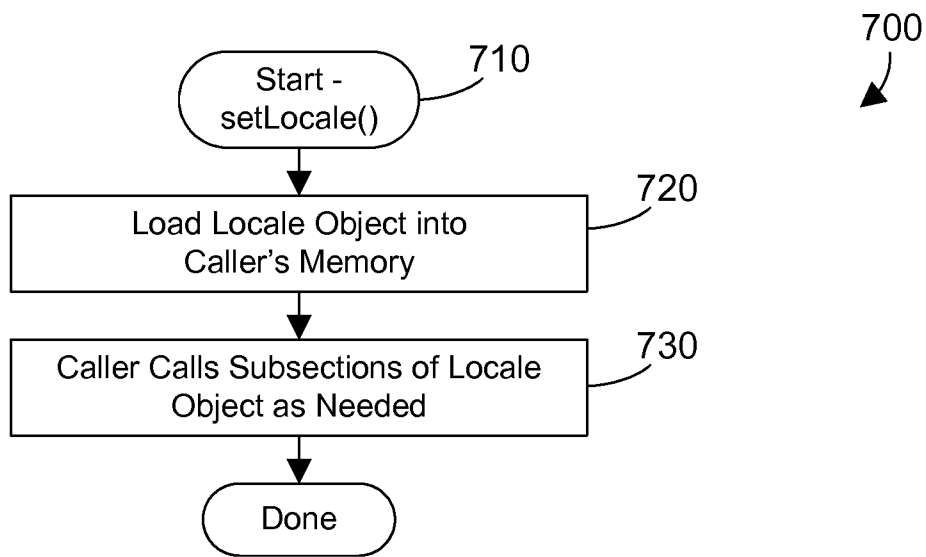 700
710
Start -
setLocale()
720
Load Locale Object into
Caller's Memory
730
Caller Calls Subsections of Locale
Object as Needed
Done